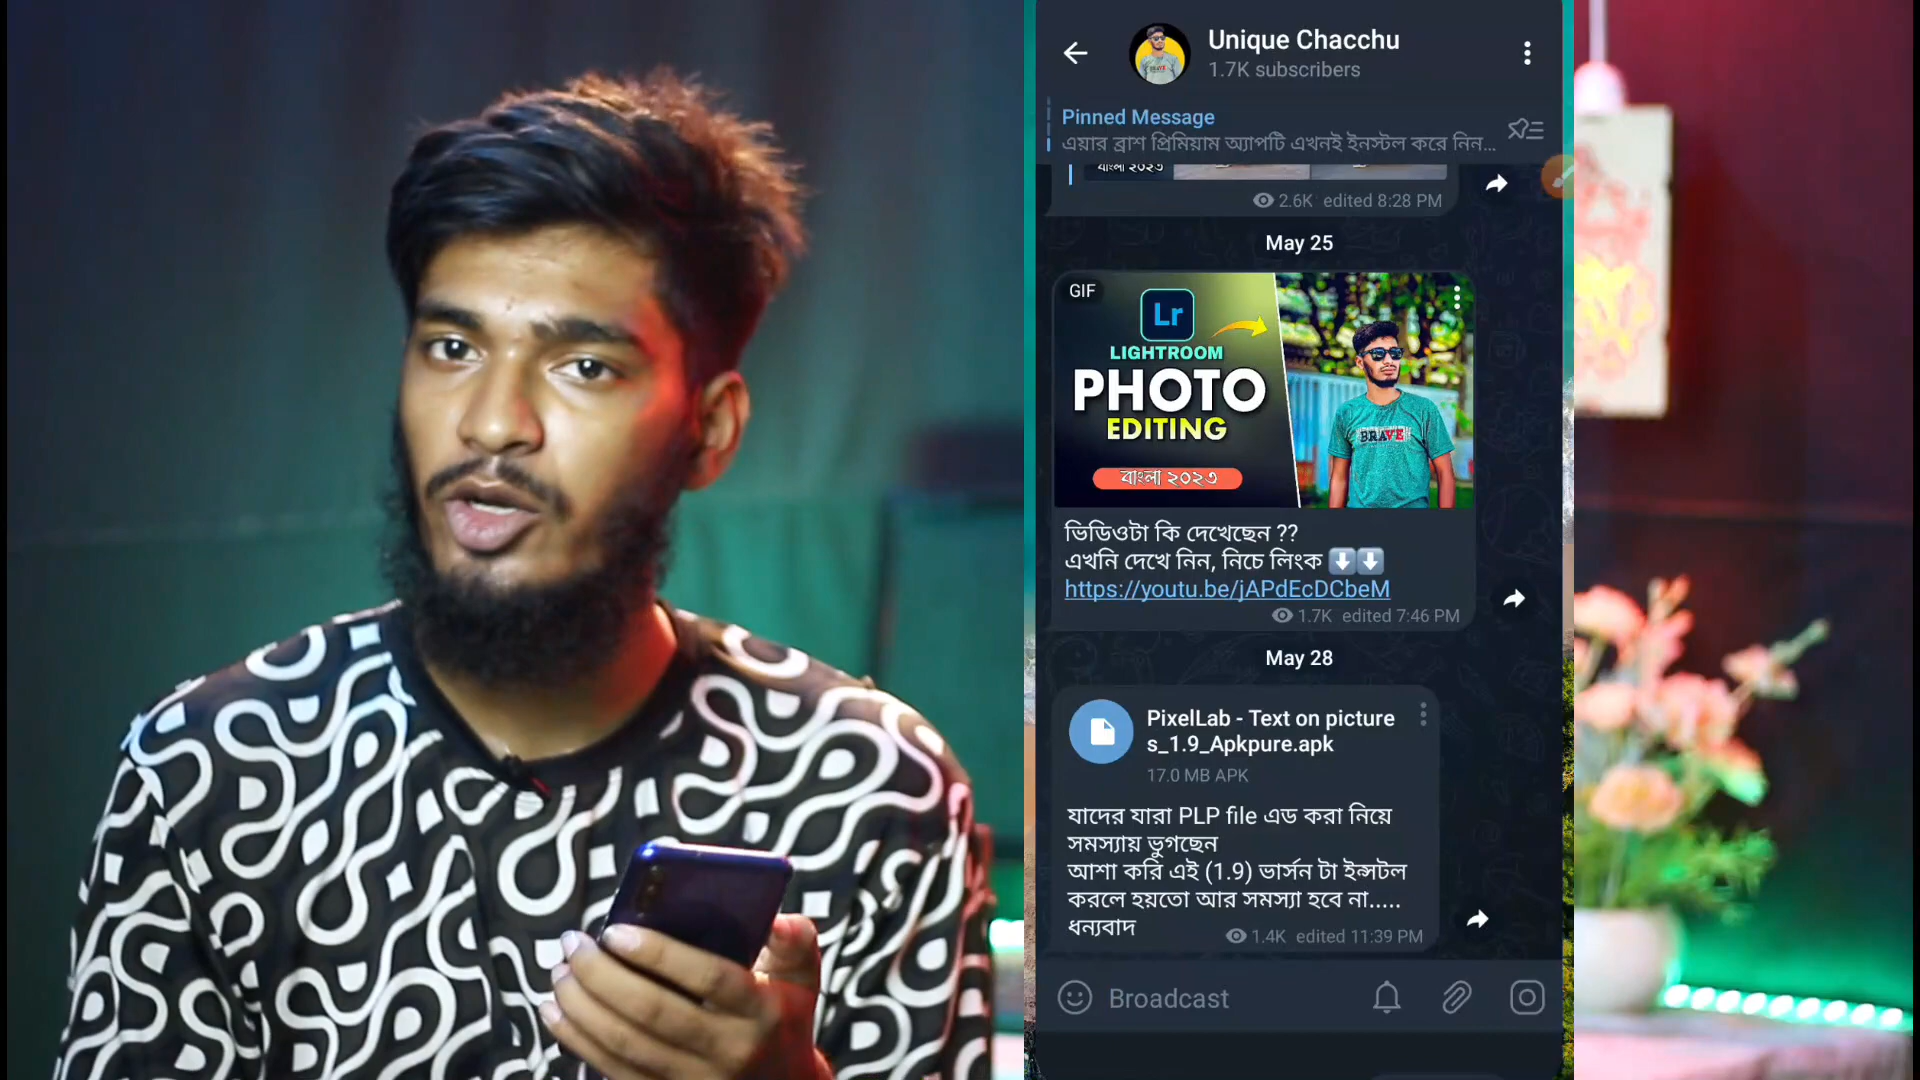 Unique Chacchu
1.7K subscribers
Pinned Message
এয়ার ব্রাশ প্রিমিয়াম অ্যাপটি এখনই ইনস্টল করে নিন...
বাংলা ২০২৩
2.6K edited 8:28 PM
May 25
GIF
Lr
LIGHTROOM
PHOTO
EDITING
বাংলা ২০২৩
BRAVE
ভিডিওটা কি দেখেছেন ??
এখনি দেখে নিন, নিচে লিংক ⬇️⬇️
https://youtu.be/jAPdEcDCbeM
1.7K edited 7:46 PM
May 28
PixelLab - Text on picture
s_1.9_Apkpure.apk
17.0 MB APK
যাদের যারা PLP file এড করা নিয়ে
সমস্যায় ভুগছেন
আশা করি এই (1.9) ভার্সন টা ইন্সটল
করলে হয়তো আর সমস্যা হবে না.....
ধন্যবাদ
1.4K edited 11:39 PM
Broadcast